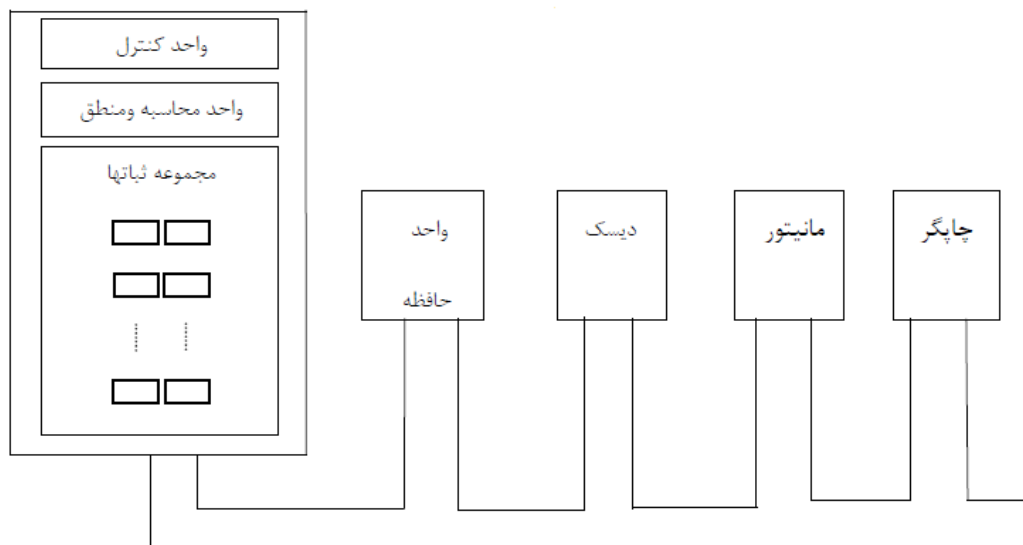 واحد کنترل
واحد محاسبه ومنطق
مجموعه ثباتها
واحد
حافظه
دیسک
مانیتور
چاپگر